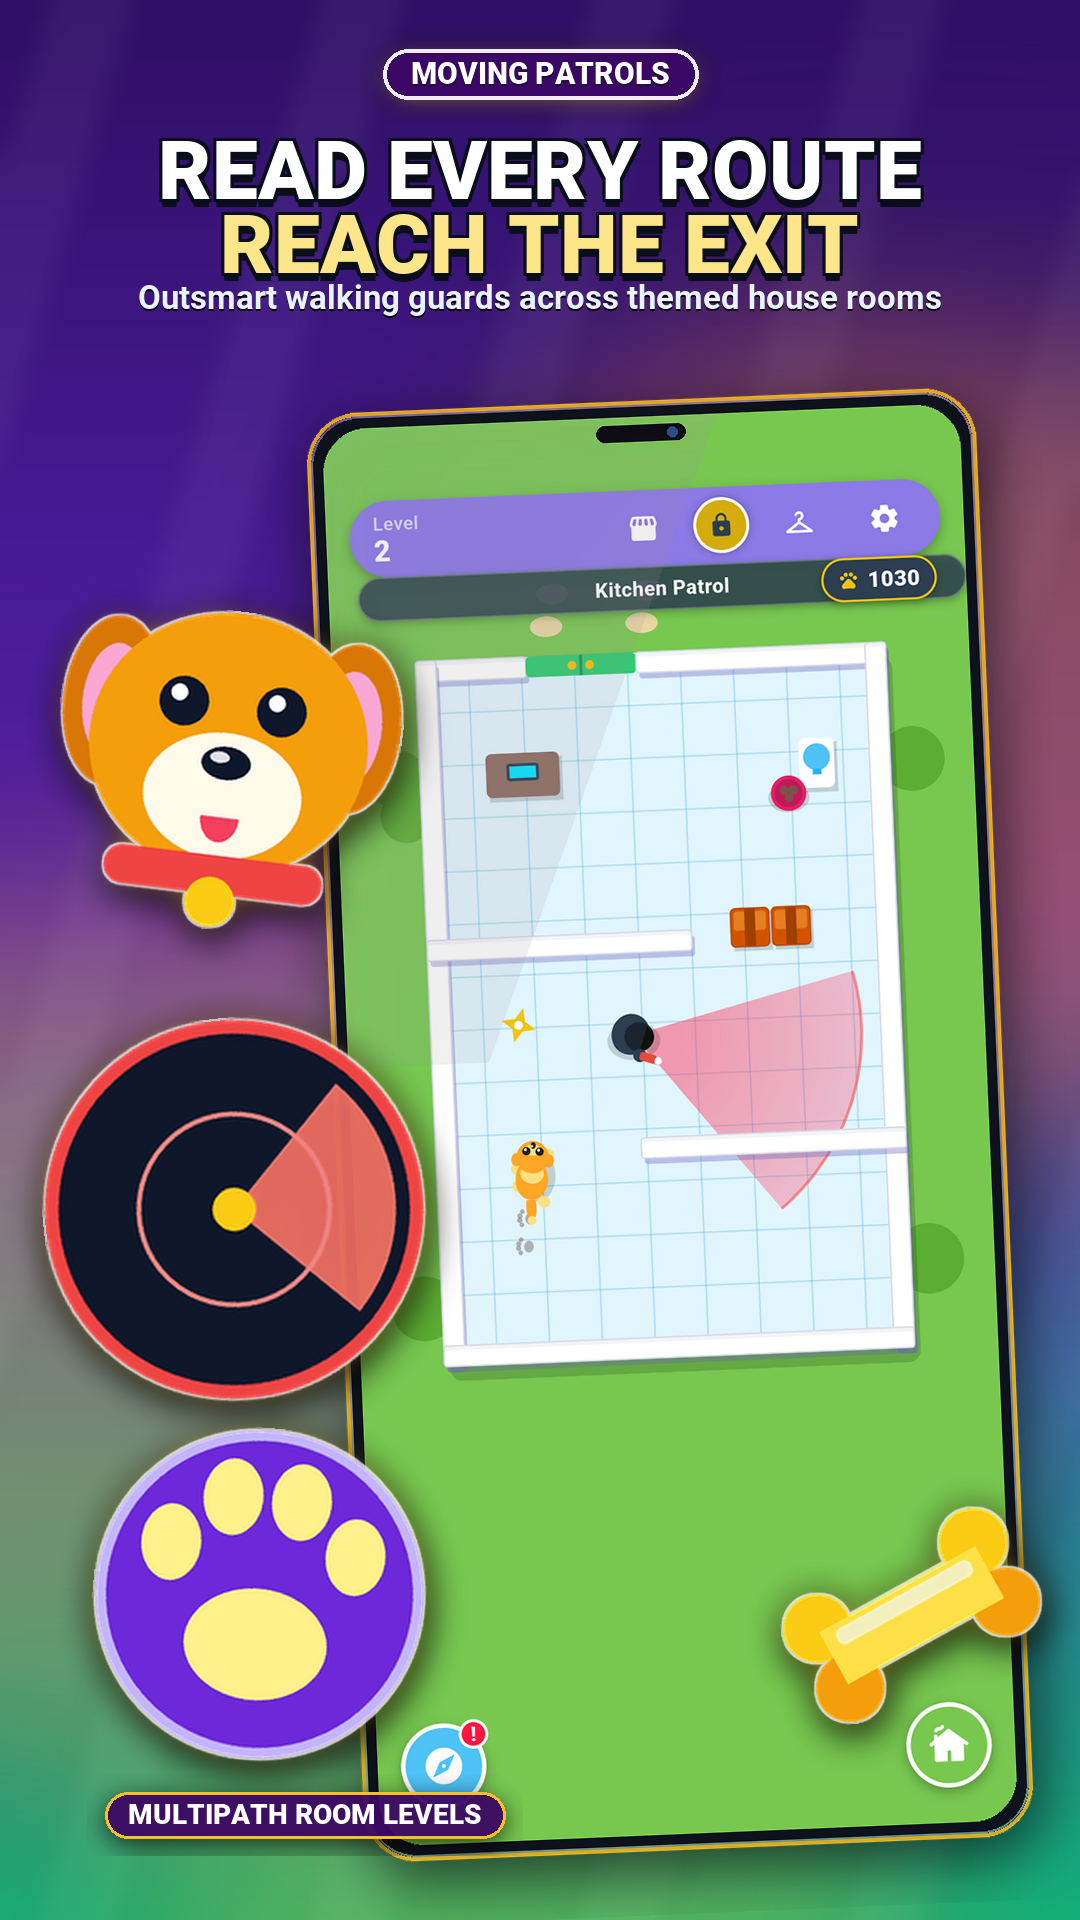 MOVING PATROLS
READ EVERY ROUTE
REACH THE EXIT
Outsmart walking guards across themed house rooms
Level
2
Kitchen Patrol
1030
!
MULTIPATH ROOM LEVELS